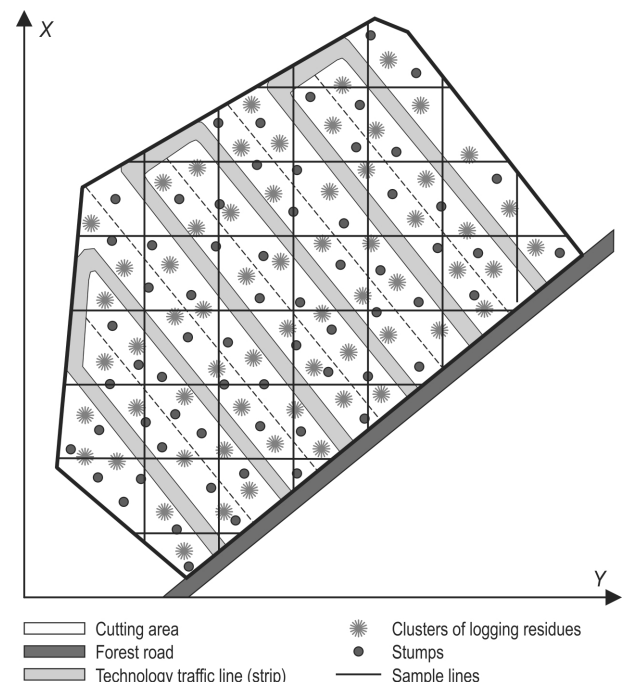 X
Y
Cutting area
Forest road
Technology traffic line (strip)
Clusters of logging residues
Stumps
Sample lines